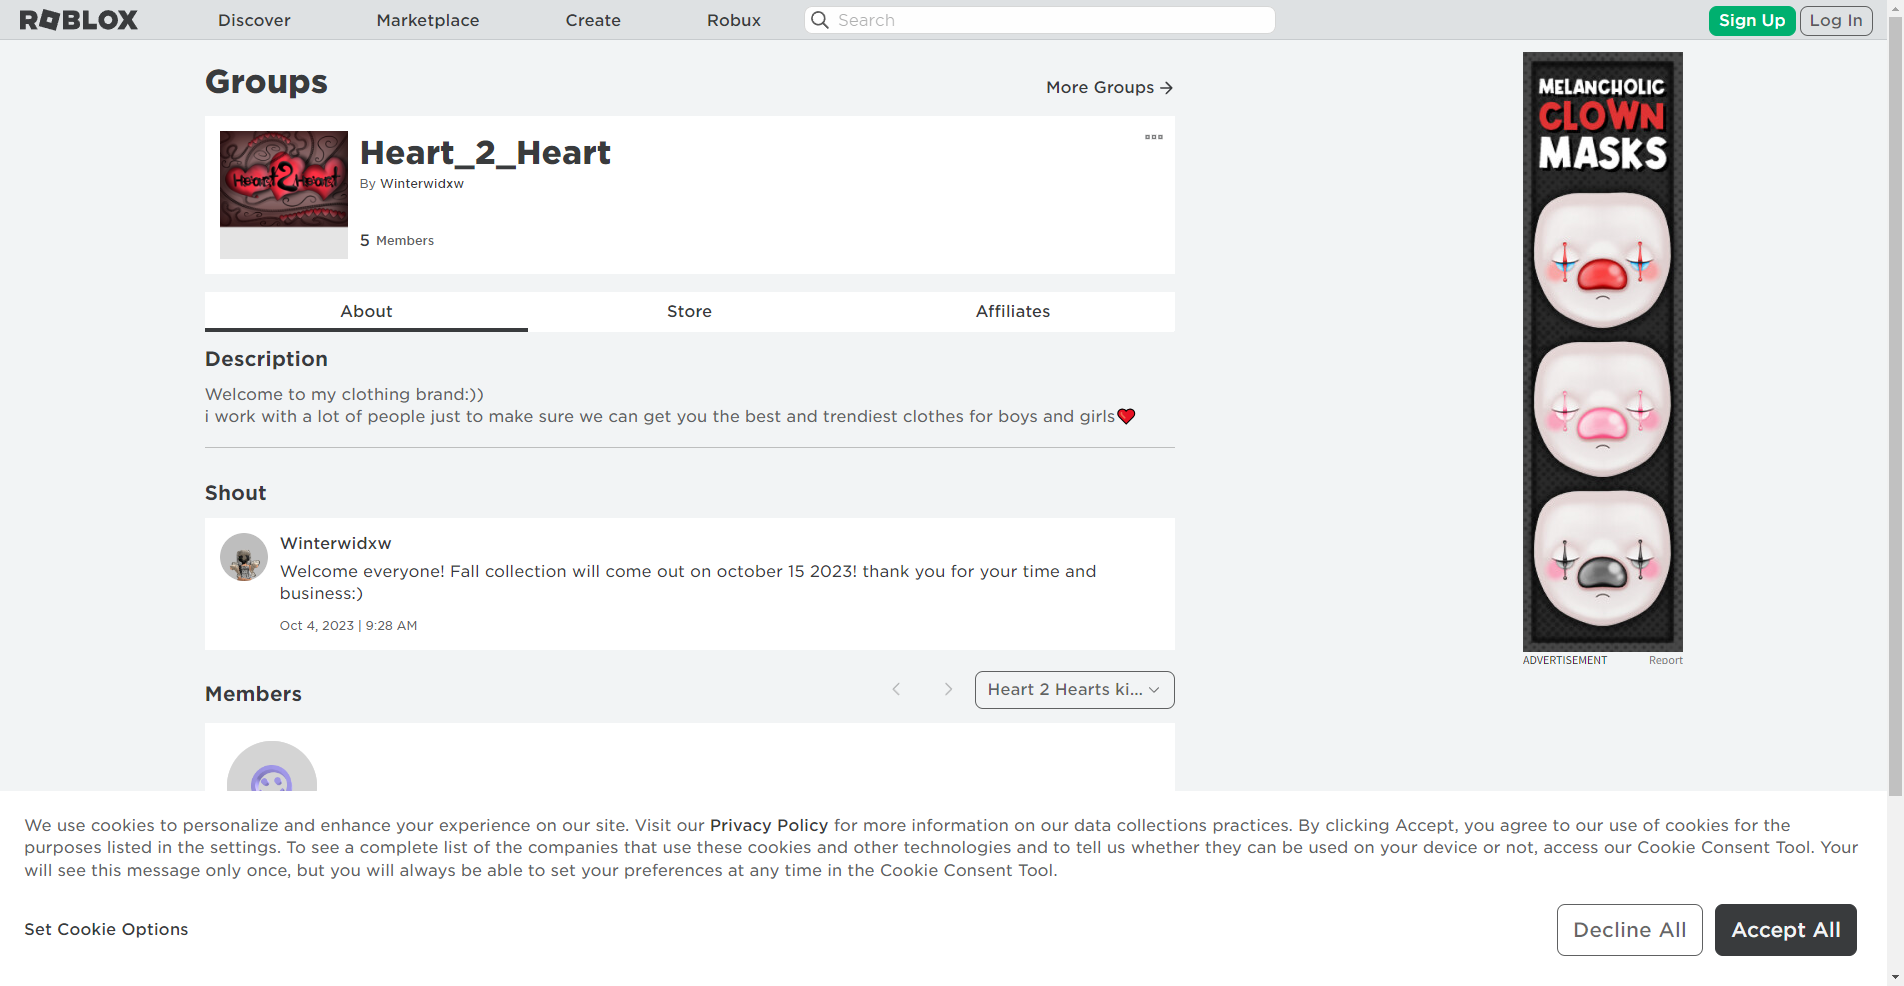 ROBLOX
Discover
Marketplace
Create
Robux
Search
Sign Up
Log In
Groups
More Groups
Heart2Heart
Heart_2_Heart
By Winterwidxw
5 Members
About
Store
Affiliates
Description
Welcome to my clothing brand:))
i work with a lot of people just to make sure we can get you the best and trendiest clothes for boys and girls❤️
Shout
Winterwidxw
Welcome everyone! Fall collection will come out on october 15 2023! thank you for your time and
business:)
Oct 4, 2023 | 9:28 AM
Members
Heart 2 Hearts ki...
MELANCHOLIC
CLOWN
MASKS
ADVERTISEMENT
Report
We use cookies to personalize and enhance your experience on our site. Visit our Privacy Policy for more information on our data collections practices. By clicking Accept, you agree to our use of cookies for the
purposes listed in the settings. To see a complete list of the companies that use these cookies and other technologies and to tell us whether they can be used on your device or not, access our Cookie Consent Tool. Your
will see this message only once, but you will always be able to set your preferences at any time in the Cookie Consent Tool.
Set Cookie Options
Decline All
Accept All